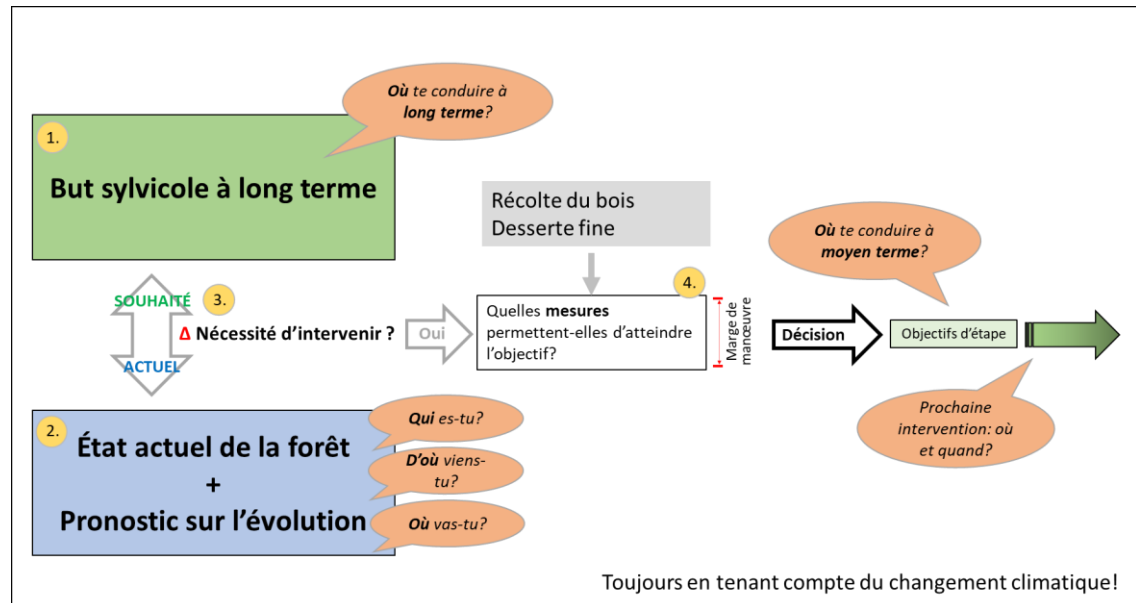 Où te conduire à
long terme?
1.
But sylvicole à long terme
Récolte du bois
Desserte fine
Où te conduire à
moyen terme?
SOUHAITÉ
3.
Δ Nécessité d'intervenir ?
ACTUEL
Oui
4.
Quelles mesures
permettent-elles d'atteindre
l'objectif?
Marge de
manœuvre
Décision
Objectifs d'étape
Prochaine
intervention: où
et quand?
2.
État actuel de la forêt
+
Pronostic sur l'évolution
Qui es-tu?
D'où viens-
tu?
Où vas-tu?
Toujours en tenant compte du changement climatique!